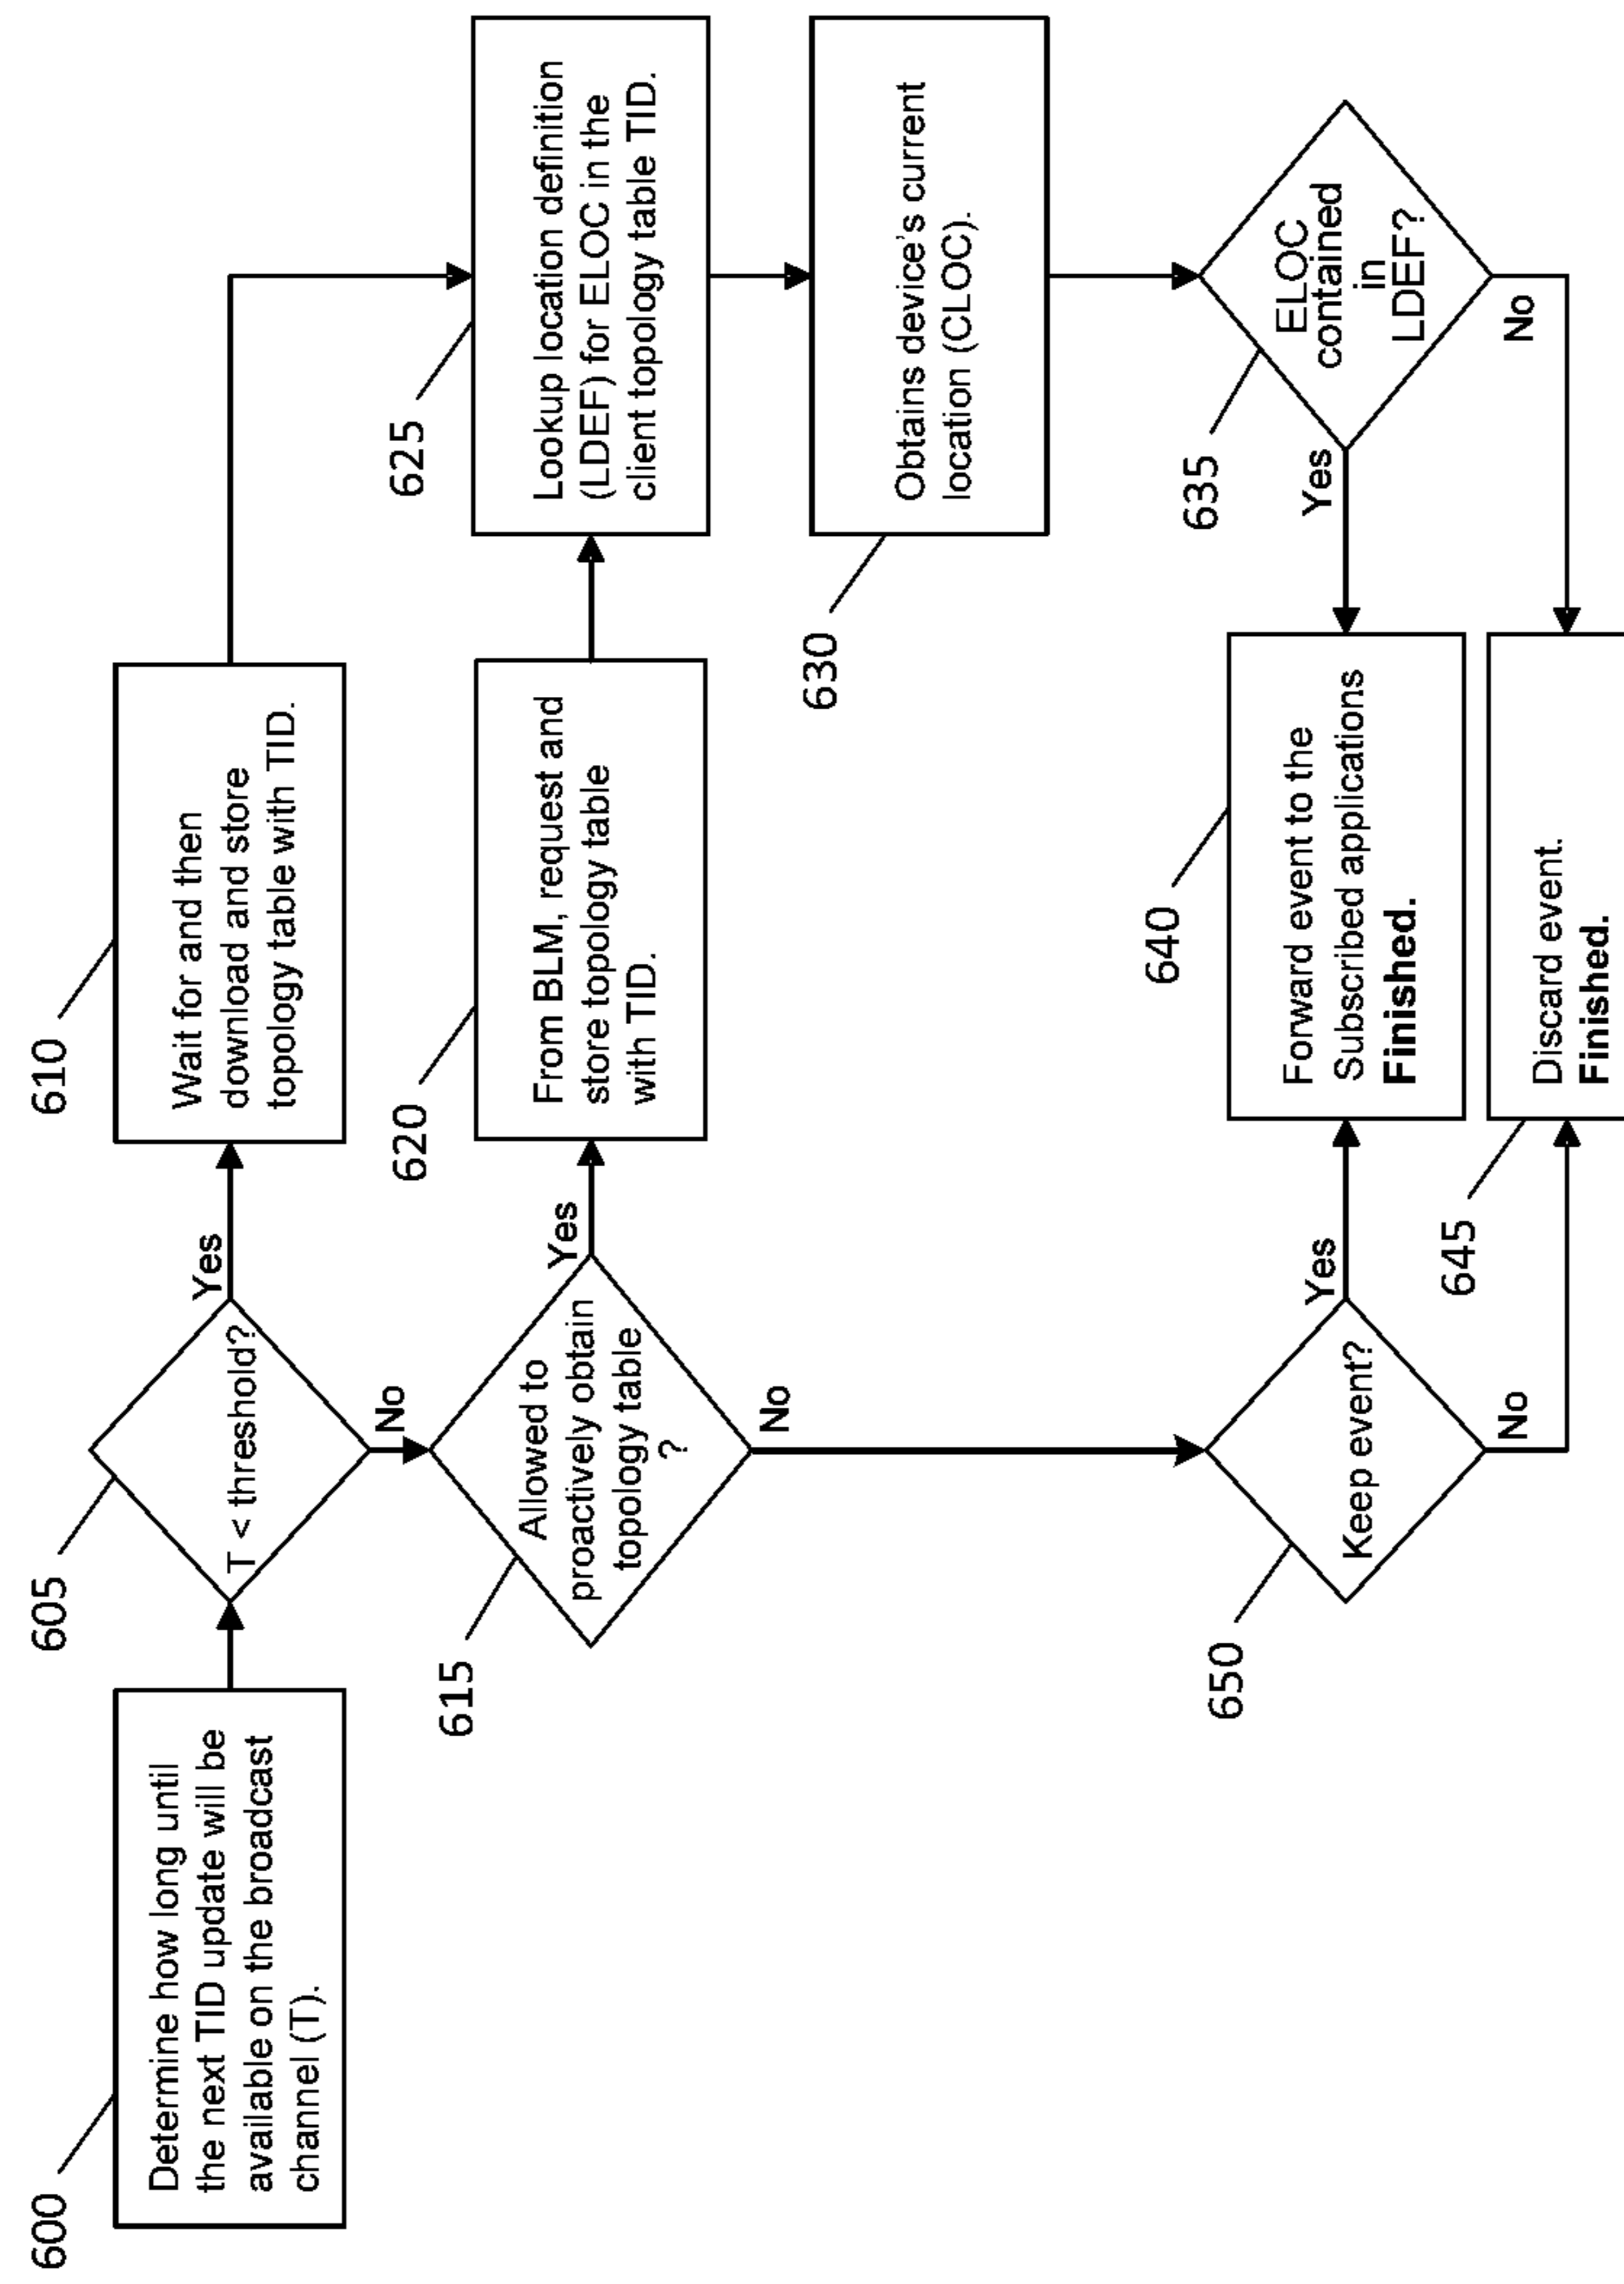 600
Determine how long until
the next TID update will be
available on the broadcast
channel (T).
605
T < threshold?
Yes
No
610
Wait for and then
download and store
topology table with TID.
615
Allowed to
proactively obtain
topology table
?
Yes
No
620
From BLM, request and
store topology table
with TID.
625
Lookup location definition
(LDEF) for ELOC in the
client topology table TID.
630
Obtains device's current
location (CLOC).
635
ELOC
contained
in
LDEF?
Yes
No
640
Forward event to the
Subscribed applications
Finished.
645
Discard event.
Finished.
650
Keep event?
Yes
No